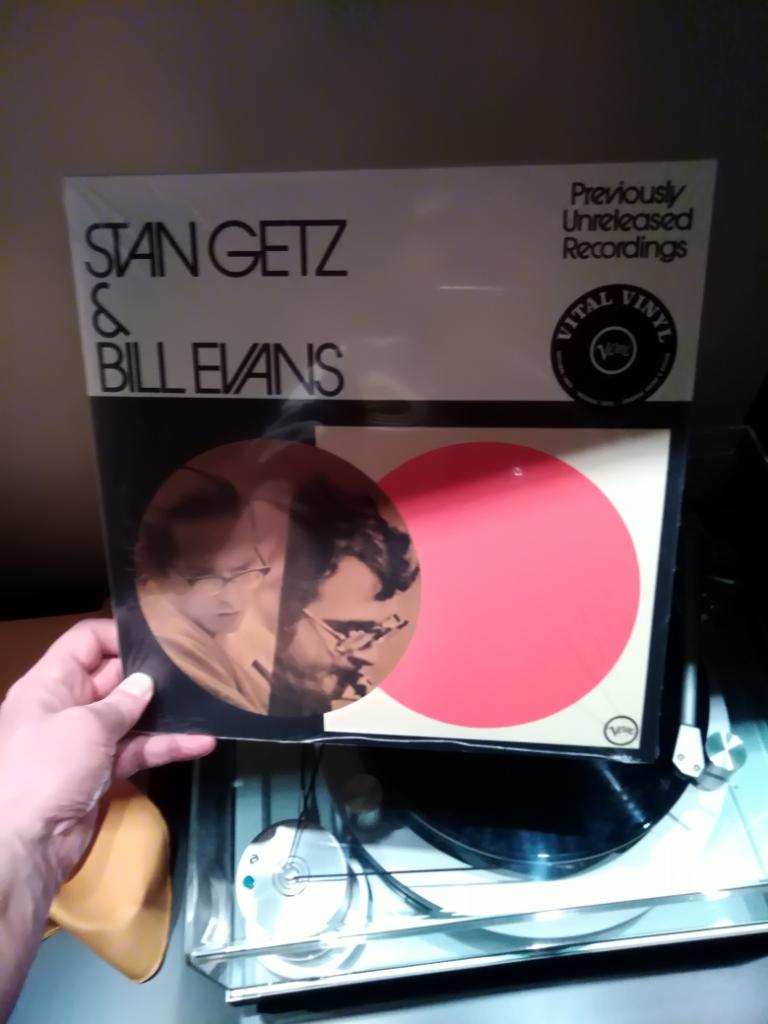 STAN GETZ
&
BILL EVANS
Previously
Unreleased
Recordings
VITAL VINYL
Verve
Verve